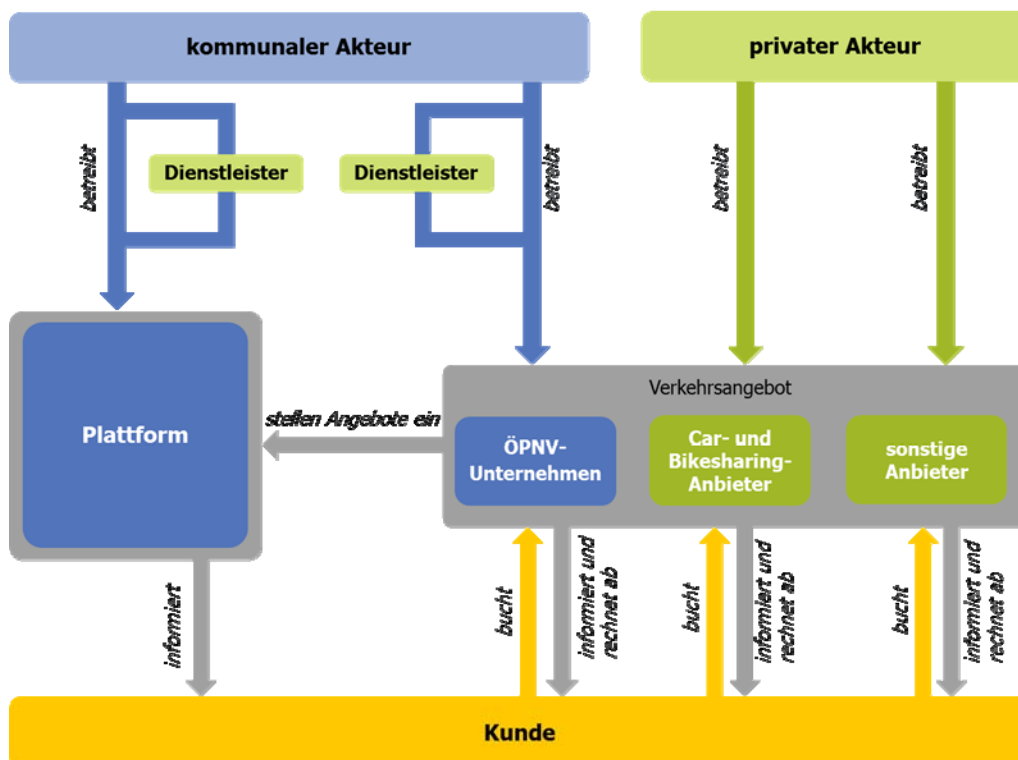 kommunaler Akteur
privater Akteur
betreibt
Dienstleister
Dienstleister
betreibt
betreibt
betreibt
Plattform
stellen Angebote ein
Verkehrsangebot
ÖPNV-
Unternehmen
Car- und
Bikesharing-
Anbieter
sonstige
Anbieter
informiert
bucht
informiert und
rechnet ab
bucht
informiert und
rechnet ab
bucht
informiert und
rechnet ab
Kunde